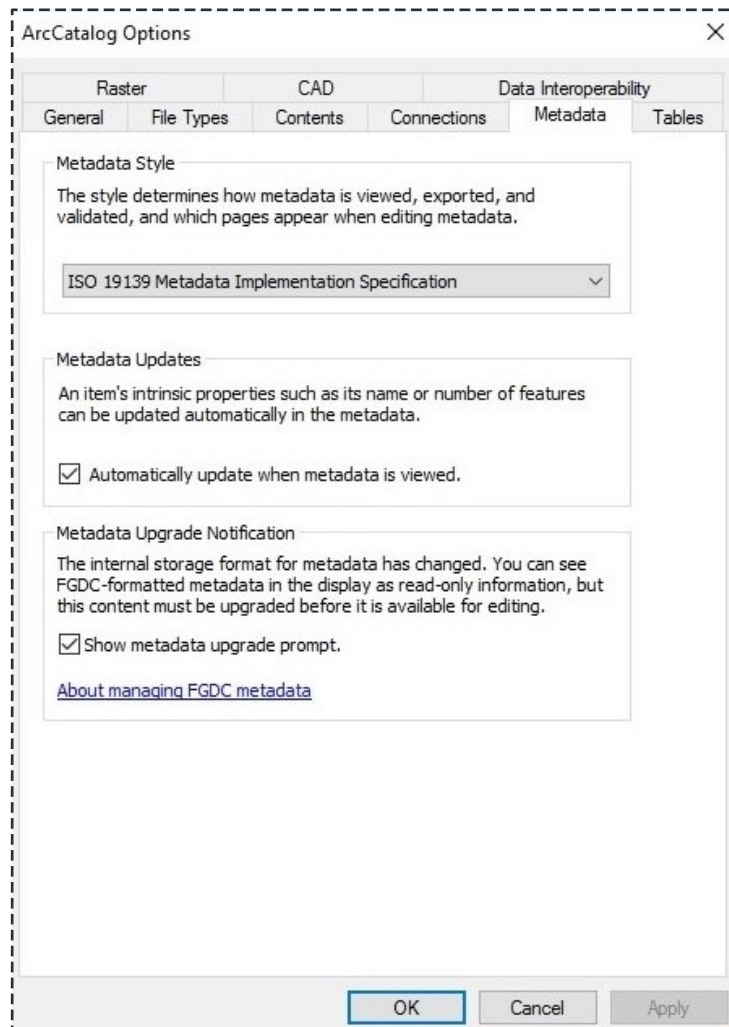 ArcCatalog Options
Raster CAD Data Interoperability
General File Types Contents Connections Metadata Tables
Metadata Style
The style determines how metadata is viewed, exported, and
validated, and which pages appear when editing metadata.
ISO 19139 Metadata Implementation Specification
Metadata Updates
An item's intrinsic properties such as its name or number of features
can be updated automatically in the metadata.
Automatically update when metadata is viewed.
Metadata Upgrade Notification
The internal storage format for metadata has changed. You can see
FGDC-formatted metadata in the display as read-only information, but
this content must be upgraded before it is available for editing.
Show metadata upgrade prompt.
About managing FGDC metadata
OK Cancel Apply